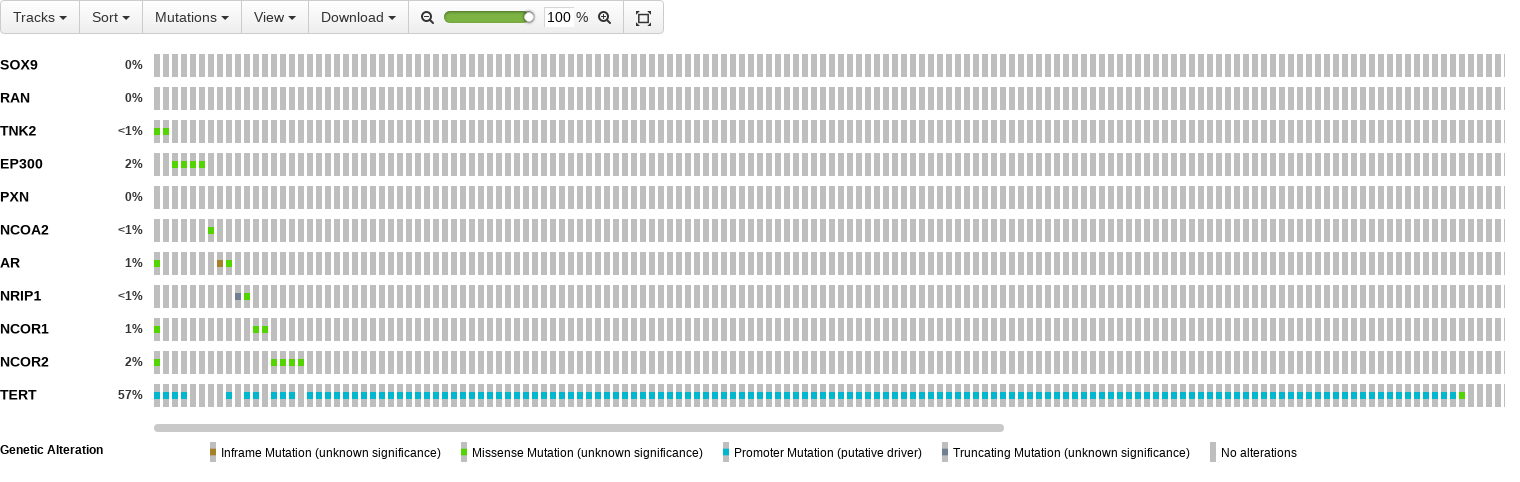 Tracks Sort Mutations View Download 100 %
SOX9 0%
RAN 0%
TNK2 <1%
EP300 2%
PXN 0%
NCOA2 <1%
AR 1%
NRIP1 <1%
NCOR1 1%
NCOR2 2%
TERT 57%
Genetic Alteration Inframe Mutation (unknown significance) Missense Mutation (unknown significance) Promoter Mutation (putative driver) Truncating Mutation (unknown significance) No alterations